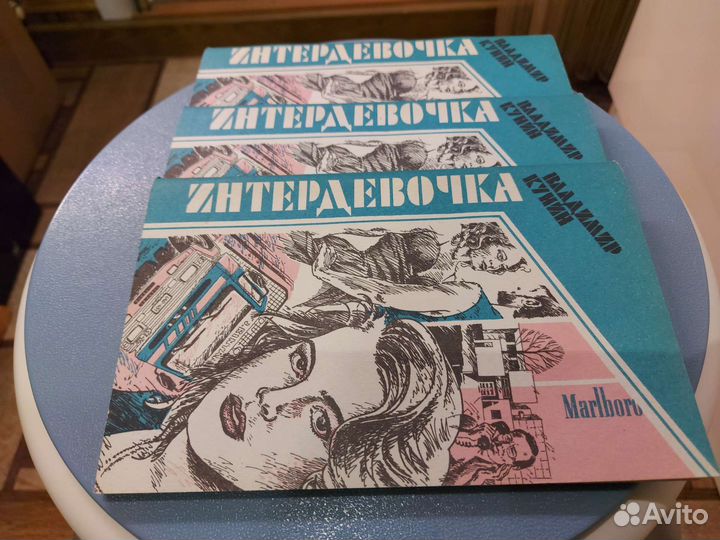 ИНТЕРДЕВОЧКА
ВЛАДИМИР
КУНИН
ИНТЕРДЕВОЧКА
ВЛАДИМИР
КУНИН
ИНТЕРДЕВОЧКА
ВЛАДИМИР
КУНИН
Marlboro
Avito